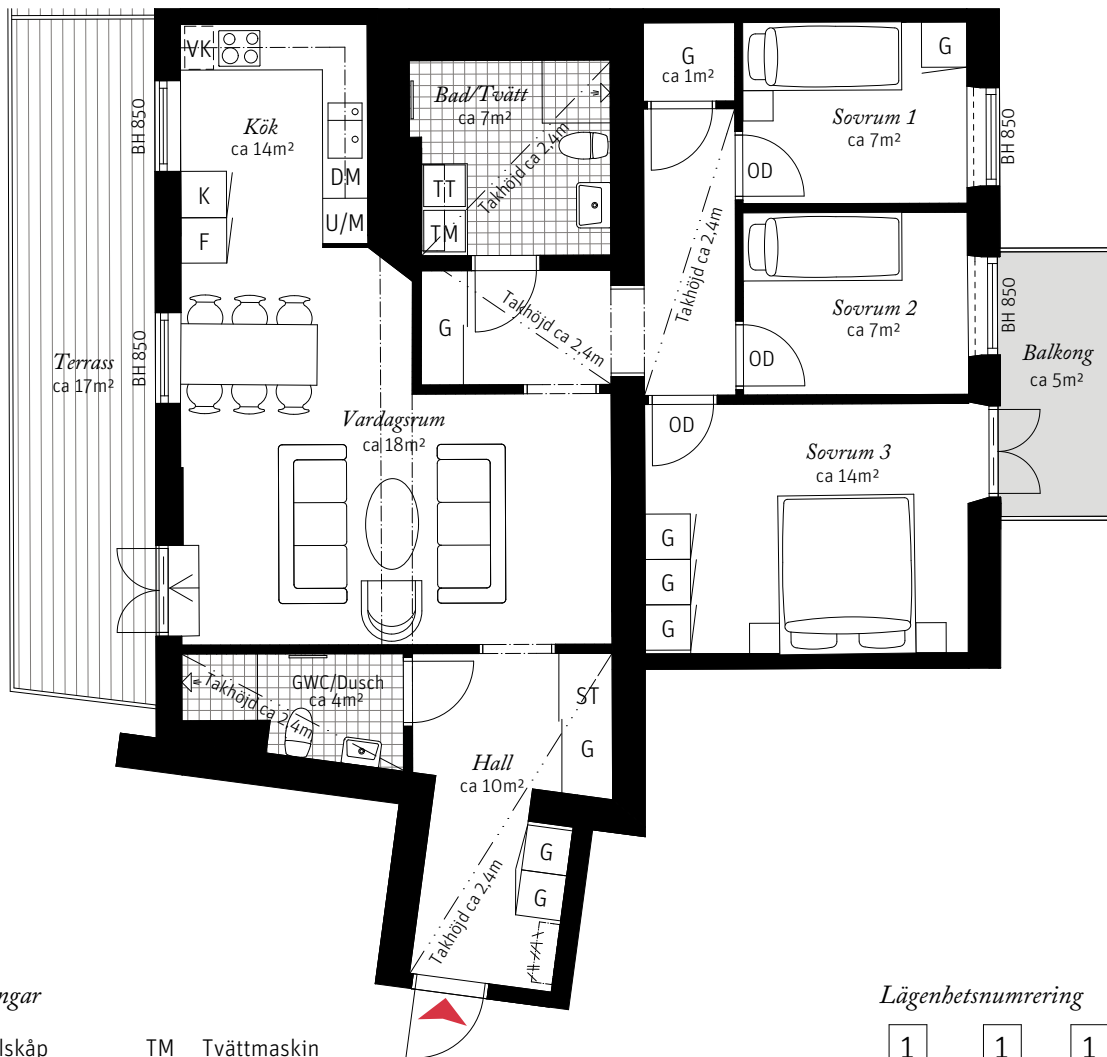 VK
Kök
ca 14m²
BH 850
K
F
DM
U/M
Bad/Tvätt
ca 7m²
Takhöjd ca 2,4m
TT
TM
G
ca 1m²
Takhöjd ca 2,4m
Sovrum 1
ca 7m²
G
OD
BH 850
Sovrum 2
ca 7m²
OD
BH 850
Balkong
ca 5m²
Terrass
ca 17m²
BH 850
G
Takhöjd ca 2,4m
Vardagsrum
ca 18m²
OD
Sovrum 3
ca 14m²
G
G
G
GWC/Dusch
ca 4m²
Takhöjd ca 2,4m
ST
G
Hall
ca 10m²
Takhöjd ca 2,4m
G
G
ngar
lskåp
TM Tvättmaskin
Lägenhetsnumrering
1 1 1